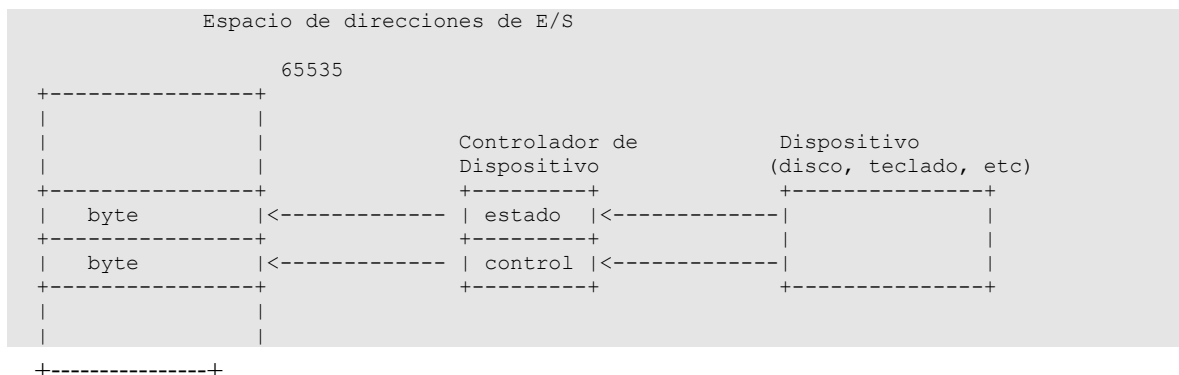 Espacio de direcciones de E/S
65535
Controlador de Dispositivo
Dispositivo (disco, teclado, etc)
byte estado
byte control